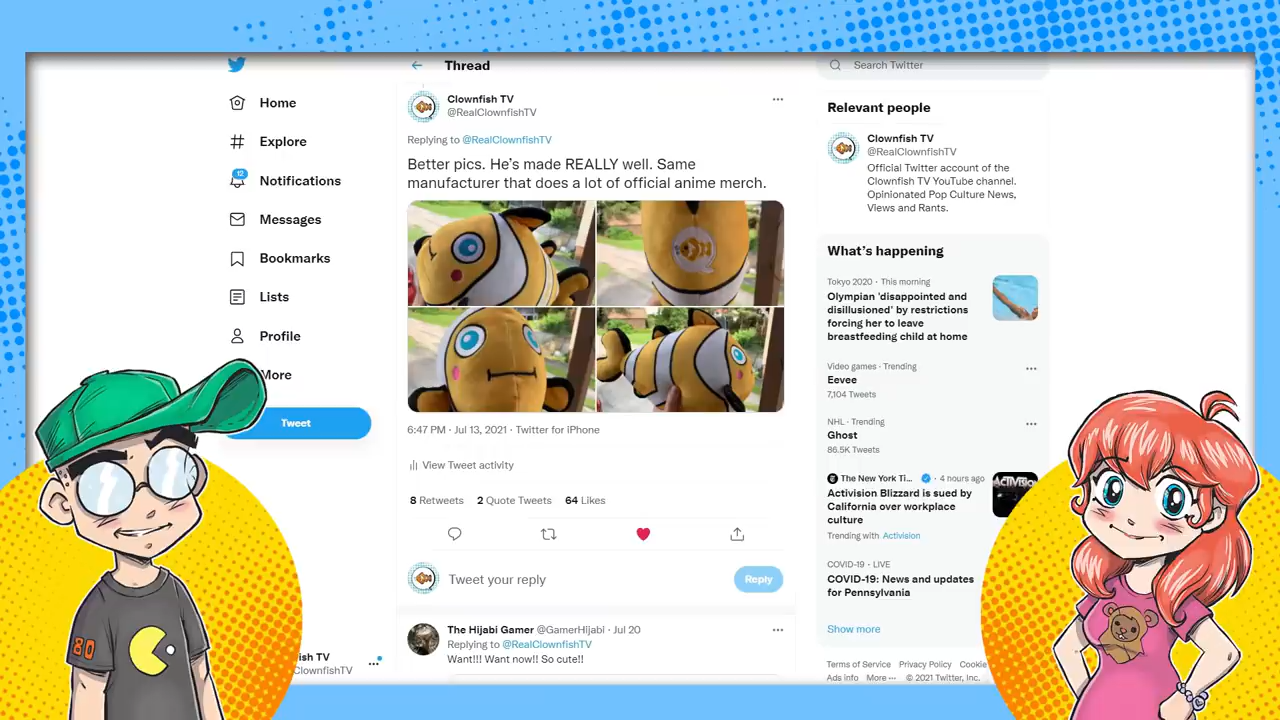 Home
Explore
12
Notifications
Messages
Bookmarks
Lists
Profile
More
Tweet
ish TV
ClownfishTV
Thread
Clownfish TV
@RealClownfishTV
Replying to @RealClownfishTV
Better pics. He's made REALLY well. Same
manufacturer that does a lot of official anime merch.
6:47 PM · Jul 13, 2021 · Twitter for iPhone
View Tweet activity
8 Retweets 2 Quote Tweets 64 Likes
Tweet your reply
Reply
The Hijabi Gamer @GamerHijabi · Jul 20
Replying to @RealClownfishTV
Want!!! Want now!! So cute!!
Search Twitter
Relevant people
Clownfish TV
@RealClownfishTV
Official Twitter account of the
Clownfish TV YouTube channel.
Opinionated Pop Culture News,
Views and Rants.
What's happening
Tokyo 2020 · This morning
Olympian 'disappointed and
disillusioned' by restrictions
forcing her to leave
breastfeeding child at home
Video games · Trending
Eevee
7,104 Tweets
NHL · Trending
Ghost
86.5K Tweets
The New York Ti... · 4 hours ago
Activision Blizzard is sued by
California over workplace
culture
Trending with Activision
ACTIVISION
COVID-19 · LIVE
COVID-19: News and updates
for Pennsylvania
Show more
Terms of Service Privacy Policy Cookie
Ad info More ··· © 2021 Twitter, Inc.
80